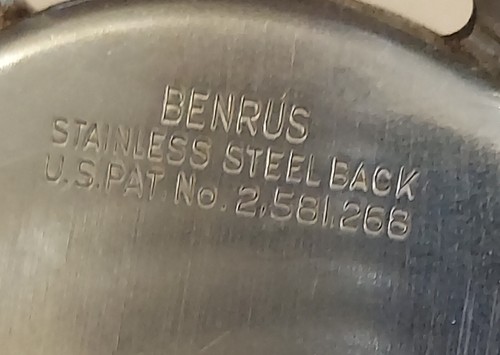 BENRUS
STAINLESS STEEL BACK
U.S.PAT No. 2,581,268